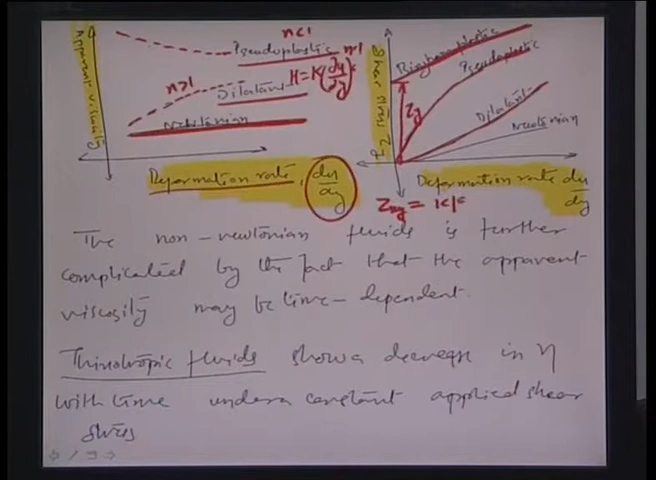 n<1
Apparent viscosity
Pseudoplastic
n>1
Dilatant
Newtonian
Deformation rate, du/dy
Shear stress τ
Bingham plastic
Pseudoplastic
τy
Dilatant
Newtonian
Deformation rate du/dy
The non-newtonian fluids is further
complicated by the fact that the apparent
viscosity may be time-dependent.
Thixotropic fluids show a decrease in η
with time under a constant applied shear
stress